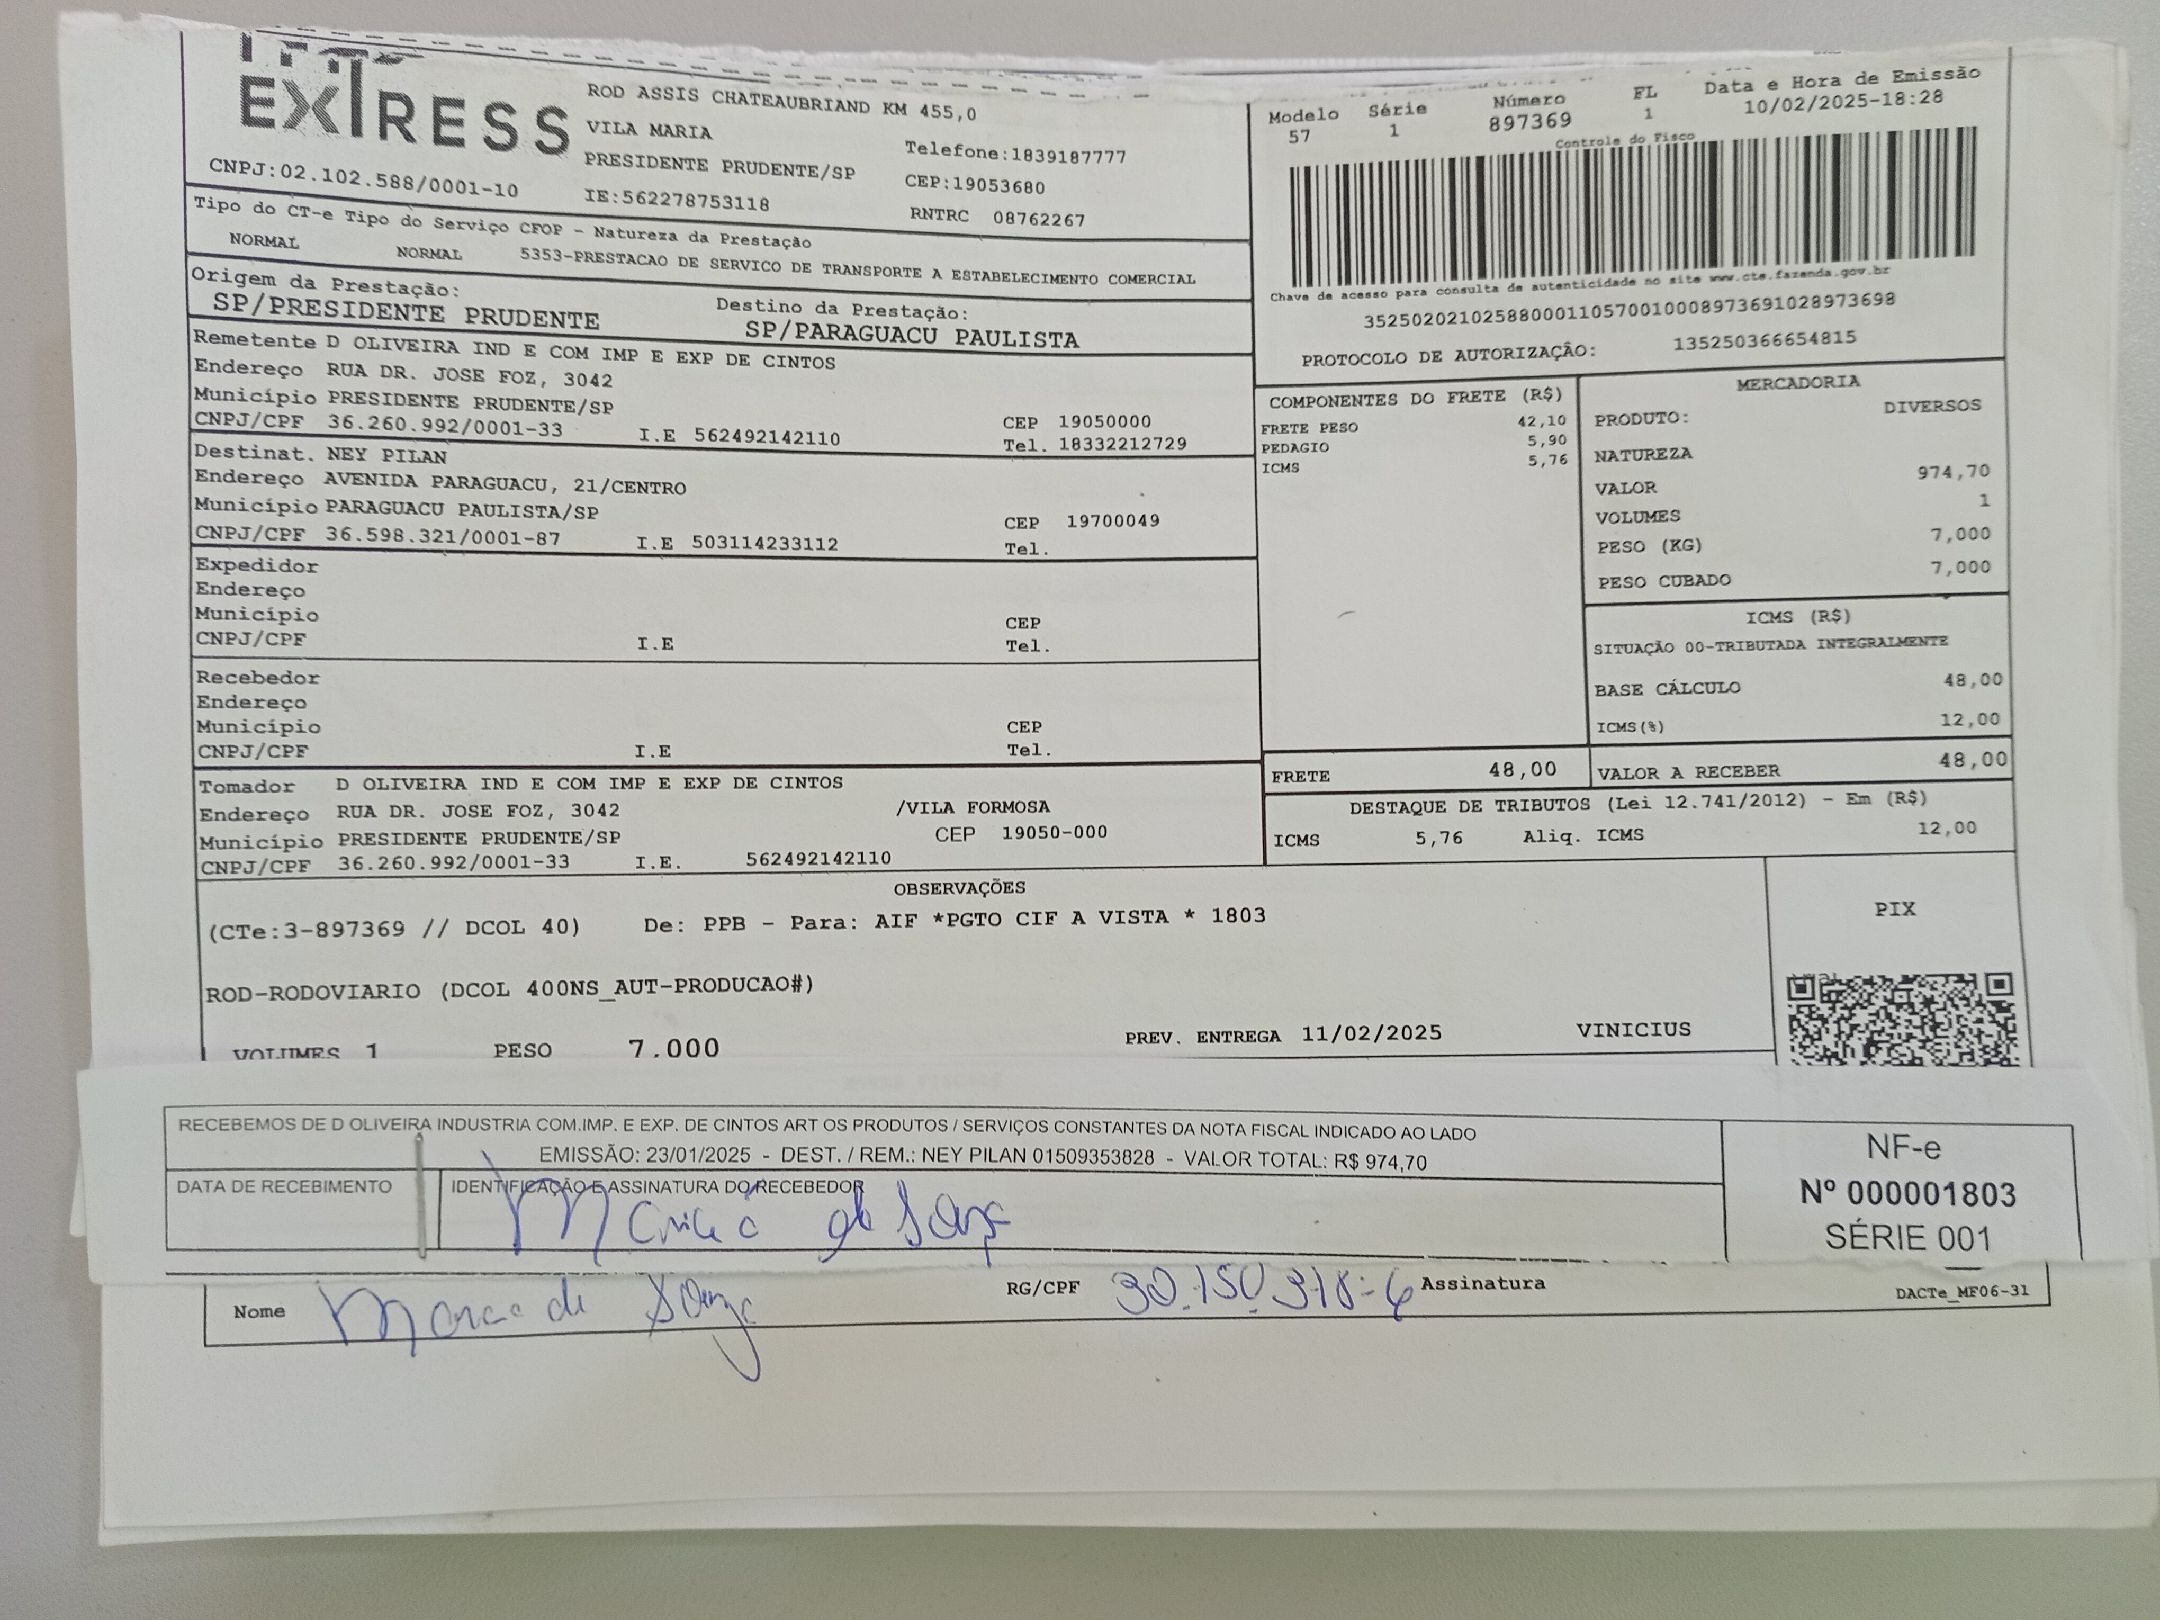 EXTRESS
ROD ASSIS CHATEAUBRIAND KM 455,0
VILA MARIA
Telefone:1839187777
PRESIDENTE PRUDENTE/SP
CEP:19053680
CNPJ:02.102.588/0001-10
IE:562278753118
RNTRC 08762267
Modelo Série Número FL Data e Hora de Emissão
57 1 897369 1 10/02/2025-18:28
Controle do Fisco
Chave de acesso para consulta de autenticidade no site www.cte.fazenda.gov.br
35250202102588000110570010008973691028973698
PROTOCOLO DE AUTORIZAÇÃO: 135250366654815
Tipo do CT-e Tipo do Serviço CFOP - Natureza da Prestação
NORMAL NORMAL 5353-PRESTACAO DE SERVICO DE TRANSPORTE A ESTABELECIMENTO COMERCIAL
Origem da Prestação: Destino da Prestação:
SP/PRESIDENTE PRUDENTE SP/PARAGUACU PAULISTA
Remetente D OLIVEIRA IND E COM IMP E EXP DE CINTOS
Endereço RUA DR. JOSE FOZ, 3042
Município PRESIDENTE PRUDENTE/SP CEP 19050000
CNPJ/CPF 36.260.992/0001-33 I.E 562492142110 Tel. 18332212729
Destinat. NEY PILAN
Endereço AVENIDA PARAGUACU, 21/CENTRO
Município PARAGUACU PAULISTA/SP CEP 19700049
CNPJ/CPF 36.598.321/0001-87 I.E 503114233112 Tel.
Expedidor
Endereço
Município CEP
CNPJ/CPF I.E Tel.
Recebedor
Endereço
Município CEP
CNPJ/CPF I.E Tel.
Tomador D OLIVEIRA IND E COM IMP E EXP DE CINTOS
Endereço RUA DR. JOSE FOZ, 3042 /VILA FORMOSA
Município PRESIDENTE PRUDENTE/SP CEP 19050-000
CNPJ/CPF 36.260.992/0001-33 I.E. 562492142110
COMPONENTES DO FRETE (R$)
FRETE PESO 42,10
PEDAGIO 5,90
ICMS 5,76
MERCADORIA
PRODUTO: DIVERSOS
NATUREZA
VALOR 974,70
VOLUMES 1
PESO (KG) 7,000
PESO CUBADO 7,000
ICMS (R$)
SITUAÇÃO 00-TRIBUTADA INTEGRALMENTE
BASE CÁLCULO 48,00
ICMS(%) 12,00
FRETE 48,00 VALOR A RECEBER 48,00
DESTAQUE DE TRIBUTOS (Lei 12.741/2012) - Em (R$)
ICMS 5,76 Aliq. ICMS 12,00
OBSERVAÇÕES
(CTe:3-897369 // DCOL 40) De: PPB - Para: AIF *PGTO CIF A VISTA * 1803
PIX
ROD-RODOVIARIO (DCOL 400NS_AUT-PRODUCAO#)
VOLUMES 1 PESO 7.000 PREV. ENTREGA 11/02/2025 VINICIUS
RECEBEMOS DE D OLIVEIRA INDUSTRIA COM.IMP. E EXP. DE CINTOS ART OS PRODUTOS / SERVIÇOS CONSTANTES DA NOTA FISCAL INDICADO AO LADO
EMISSÃO: 23/01/2025 - DEST. / REM.: NEY PILAN 01509353828 - VALOR TOTAL: R$ 974,70
DATA DE RECEBIMENTO IDENTIFICAÇÃO E ASSINATURA DO RECEBEDOR
de Souza
NF-e
Nº 000001803
SÉRIE 001
Nome de Souza RG/CPF 30.150.318-6 Assinatura
DACTe_MF06-31